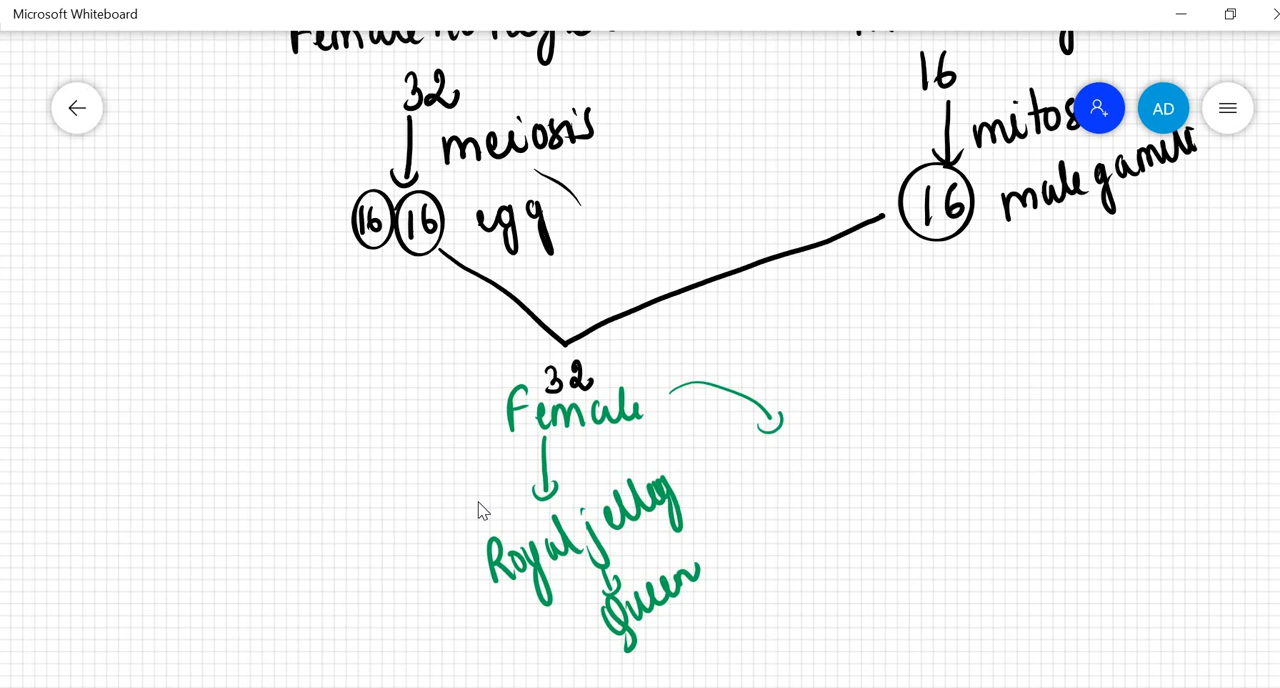 Microsoft Whiteboard
32
16
meiosis
mitos
AD
16 16 egg
16 male gamete
32
Female
Royal jelly
Queen